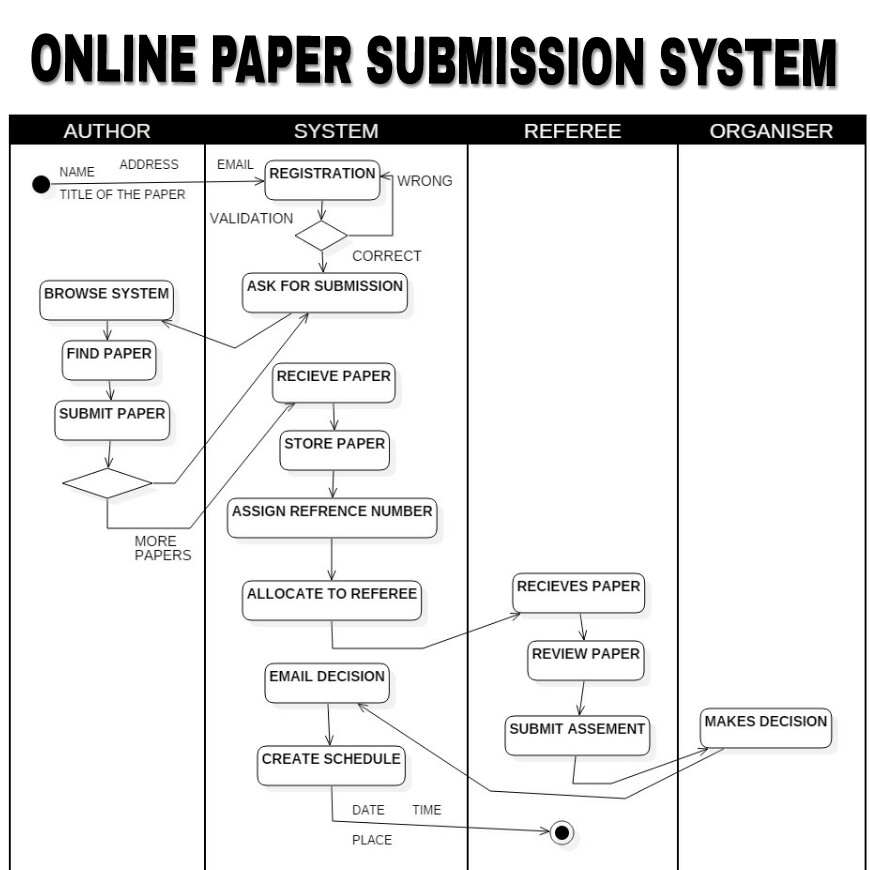 ONLINE PAPER SUBMISSION SYSTEM
AUTHOR
SYSTEM
REFEREE
ORGANISER
NAME
ADDRESS
EMAIL
TITLE OF THE PAPER
REGISTRATION
WRONG
VALIDATION
CORRECT
ASK FOR SUBMISSION
BROWSE SYSTEM
FIND PAPER
SUBMIT PAPER
MORE
PAPERS
RECIEVE PAPER
STORE PAPER
ASSIGN REFRENCE NUMBER
ALLOCATE TO REFEREE
RECIEVES PAPER
REVIEW PAPER
SUBMIT ASSEMENT
MAKES DECISION
EMAIL DECISION
CREATE SCHEDULE
DATE
TIME
PLACE